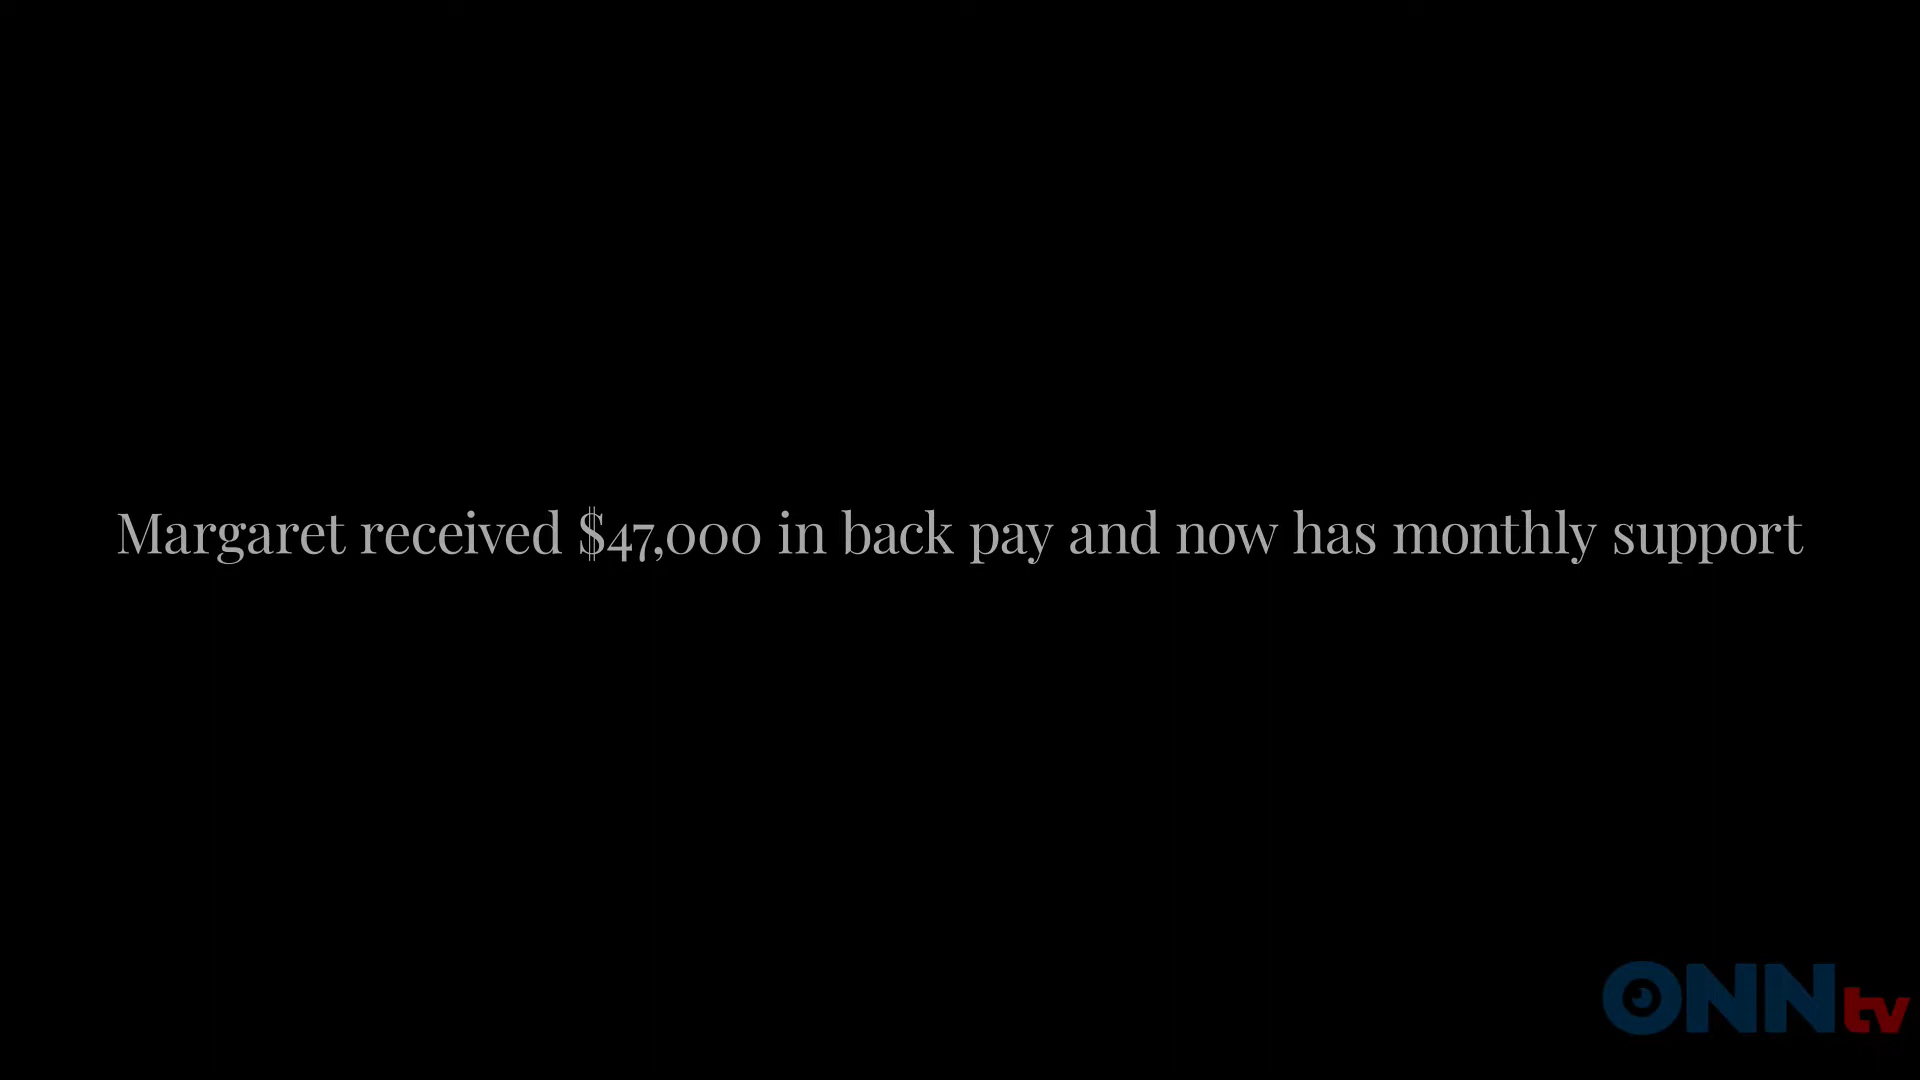 Margaret received $47,000 in back pay and now has monthly support
ONNtv